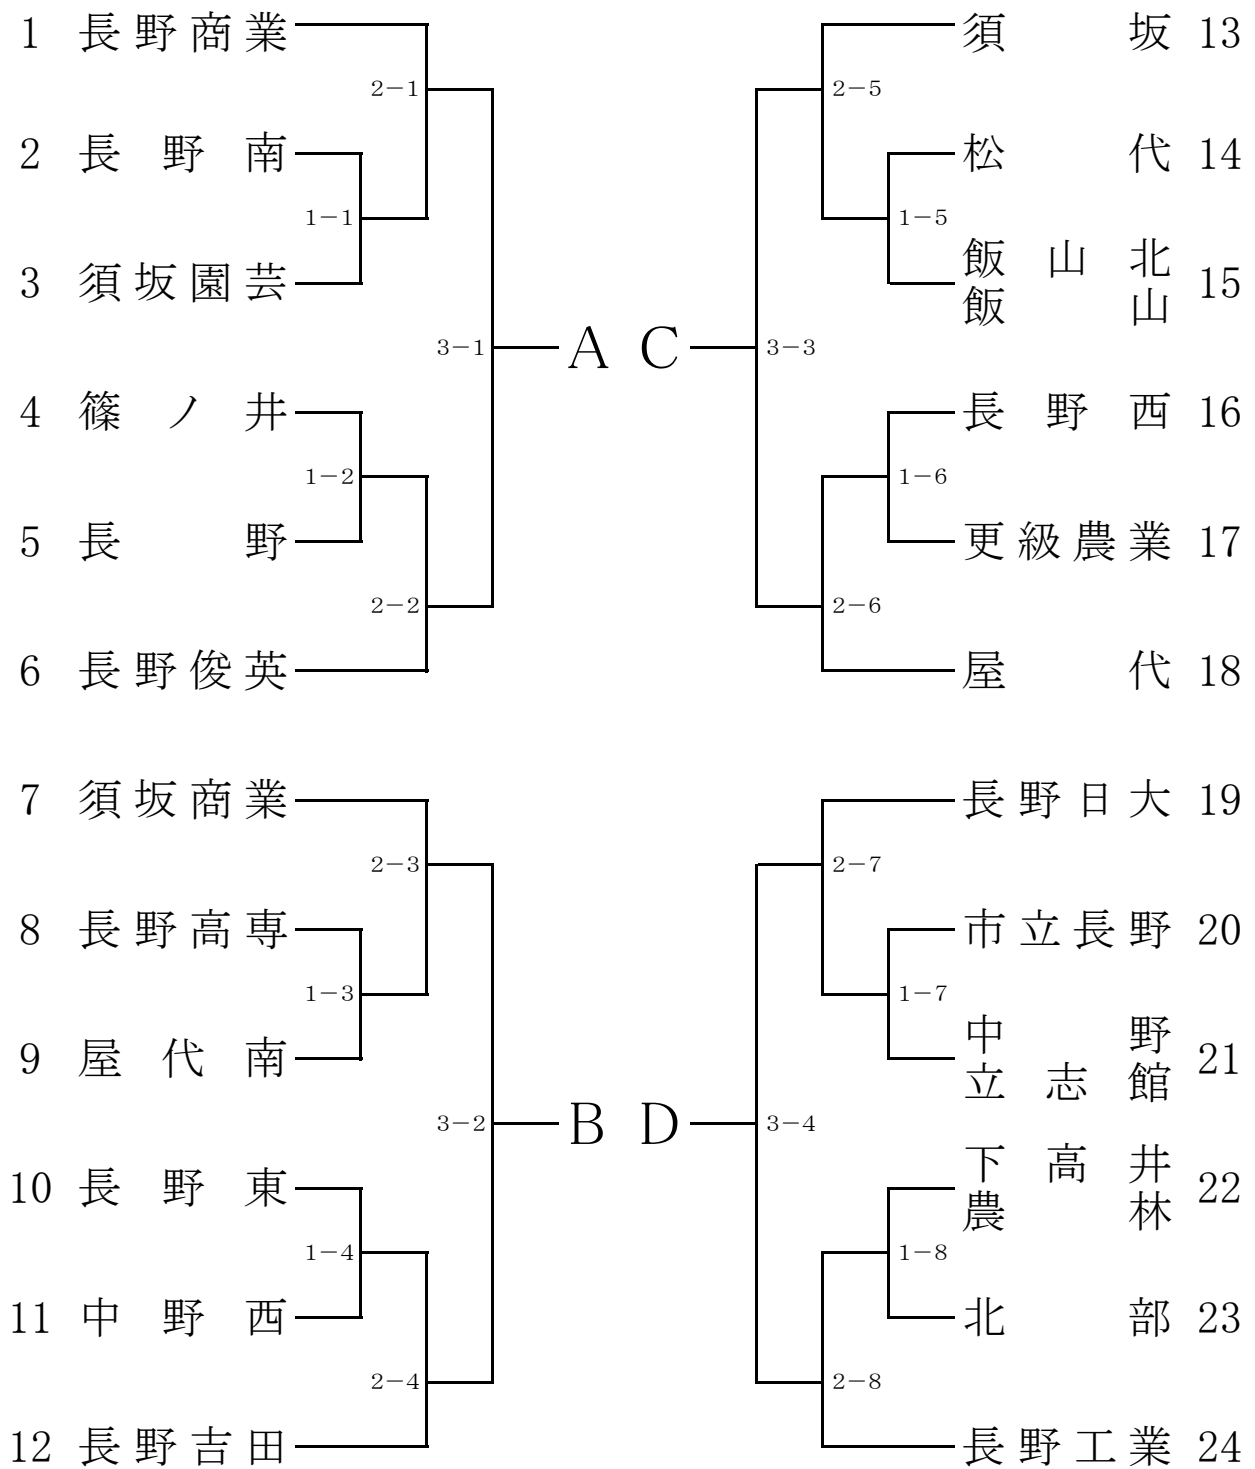 1 長野商業
2-1
2 長野南
1-1
3 須坂園芸
3-1
A
4 篠ノ井
1-2
5 長野
2-2
6 長野俊英
7 須坂商業
2-3
8 長野高専
1-3
9 屋代南
3-2
B
10 長野東
1-4
11 中野西
2-4
12 長野吉田
須坂 13
2-5
松代 14
1-5
飯山北
飯山
15
C
3-3
長野西 16
1-6
更級農業 17
2-6
屋代 18
長野日大 19
2-7
市立長野 20
1-7
中野
立志館
21
D
3-4
下高井
農林
22
1-8
北部 23
2-8
長野工業 24